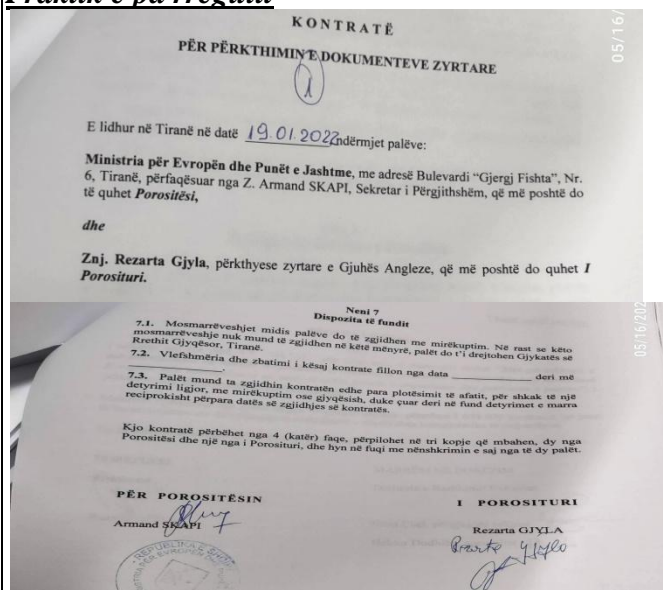 Praktik e parregullt
KONTRATË
PËR PËRKTHIMIN E DOKUMENTEVE ZYRTARE
1
05/16/
E lidhur në Tiranë në datë 19.01.2022 ndërmjet palëve:
Ministria për Evropën dhe Punët e Jashtme, me adresë Bulevardi “Gjergj Fishta”, Nr.
6, Tiranë, përfaqësuar nga Z. Armand SKAPI, Sekretar i Përgjithshëm, që më poshtë do
të quhet Porositësi,
dhe
Znj. Rezarta Gjyla, përkthyese zyrtare e Gjuhës Angleze, që më poshtë do quhet I
Porosituri.
05/16/202
Neni 7
Dispozita të fundit
7.1. Mosmarrëveshjet midis palëve do të zgjidhen me mirëkuptim. Në rast se këto
mosmarrëveshje nuk mund të zgjidhen në këtë mënyrë, palët do t’i drejtohen Gjykatës së
Rrethit Gjyqësor, Tiranë.
7.2. Vlefshmëria dhe zbatimi i kësaj kontrate fillon nga data ____________ deri më
____________.
7.3. Palët mund ta zgjidhin kontratën edhe para plotësimit të afatit, për shkak të një
detyrimi ligjor, me mirëkuptim ose gjyqësisht, duke çuar deri në fund detyrimet e marra
reciprokisht përpara datës së zgjidhjes së kontratës.
Kjo kontratë përbëhet nga 4 (katër) faqe, përpilohet në tri kopje që mbahen, dy nga
Porositësi dhe një nga i Porosituri, dhe hyn në fuqi me nënshkrimin e saj nga të dy palët.
PËR POROSITËSIN
I POROSITURI
Armand SKAPI
Rezarta GJYLA